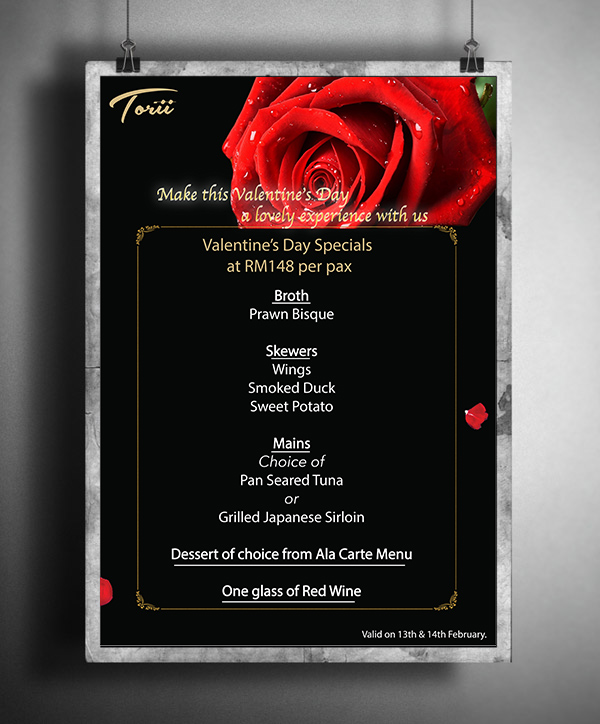 Torii
Make this Valentine's Day
a lovely experience with us
Valentine's Day Specials
at RM148 per pax
Broth
Prawn Bisque
Skewers
Wings
Smoked Duck
Sweet Potato
Mains
Choice of
Pan Seared Tuna
or
Grilled Japanese Sirloin
Dessert of choice from Ala Carte Menu
One glass of Red Wine
Valid on 13th & 14th February.